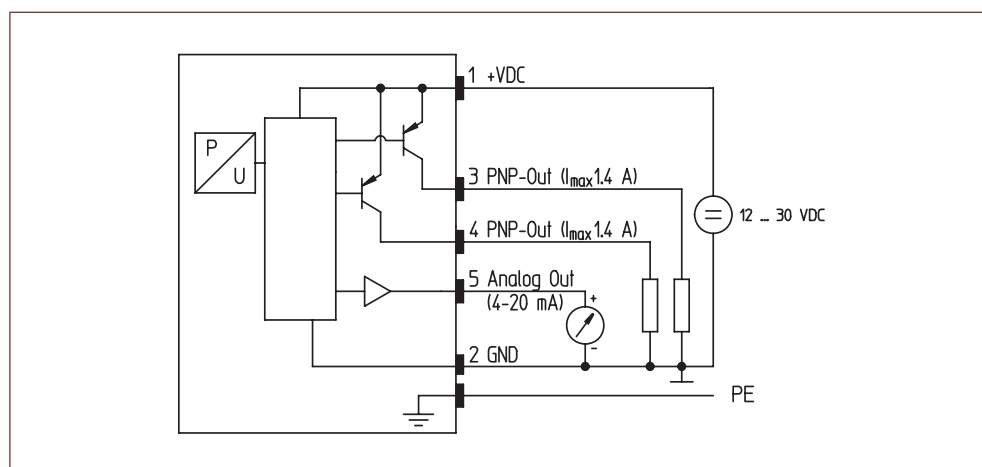 1 +VDC
P
U
3 PNP-Out (Imax1.4 A)
12 ... 30 VDC
4 PNP-Out (Imax1.4 A)
5 Analog Out
(4-20 mA)
+
-
2 GND
PE